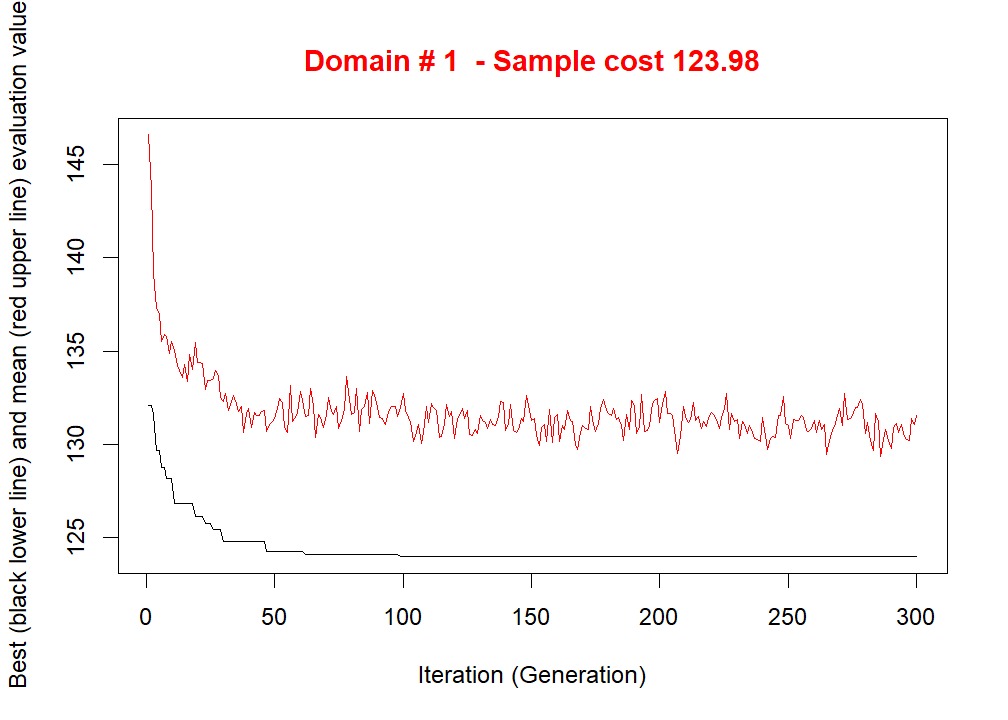 Domain # 1  - Sample cost 123.98
Best (black lower line) and mean (red upper line) evaluation value
145
140
135
130
125
0 50 100 150 200 250 300
Iteration (Generation)